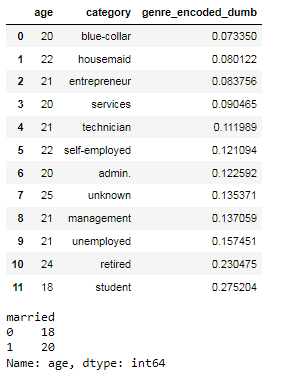 age category genre_encoded_dumb
0 20 blue-collar 0.073350
1 22 housemaid 0.080122
2 21 entrepreneur 0.083756
3 20 services 0.090465
4 21 technician 0.111989
5 22 self-employed 0.121094
6 20 admin. 0.122592
7 25 unknown 0.135371
8 21 management 0.137059
9 21 unemployed 0.157451
10 24 retired 0.230475
11 18 student 0.275204
married
0 18
1 20
Name: age, dtype: int64